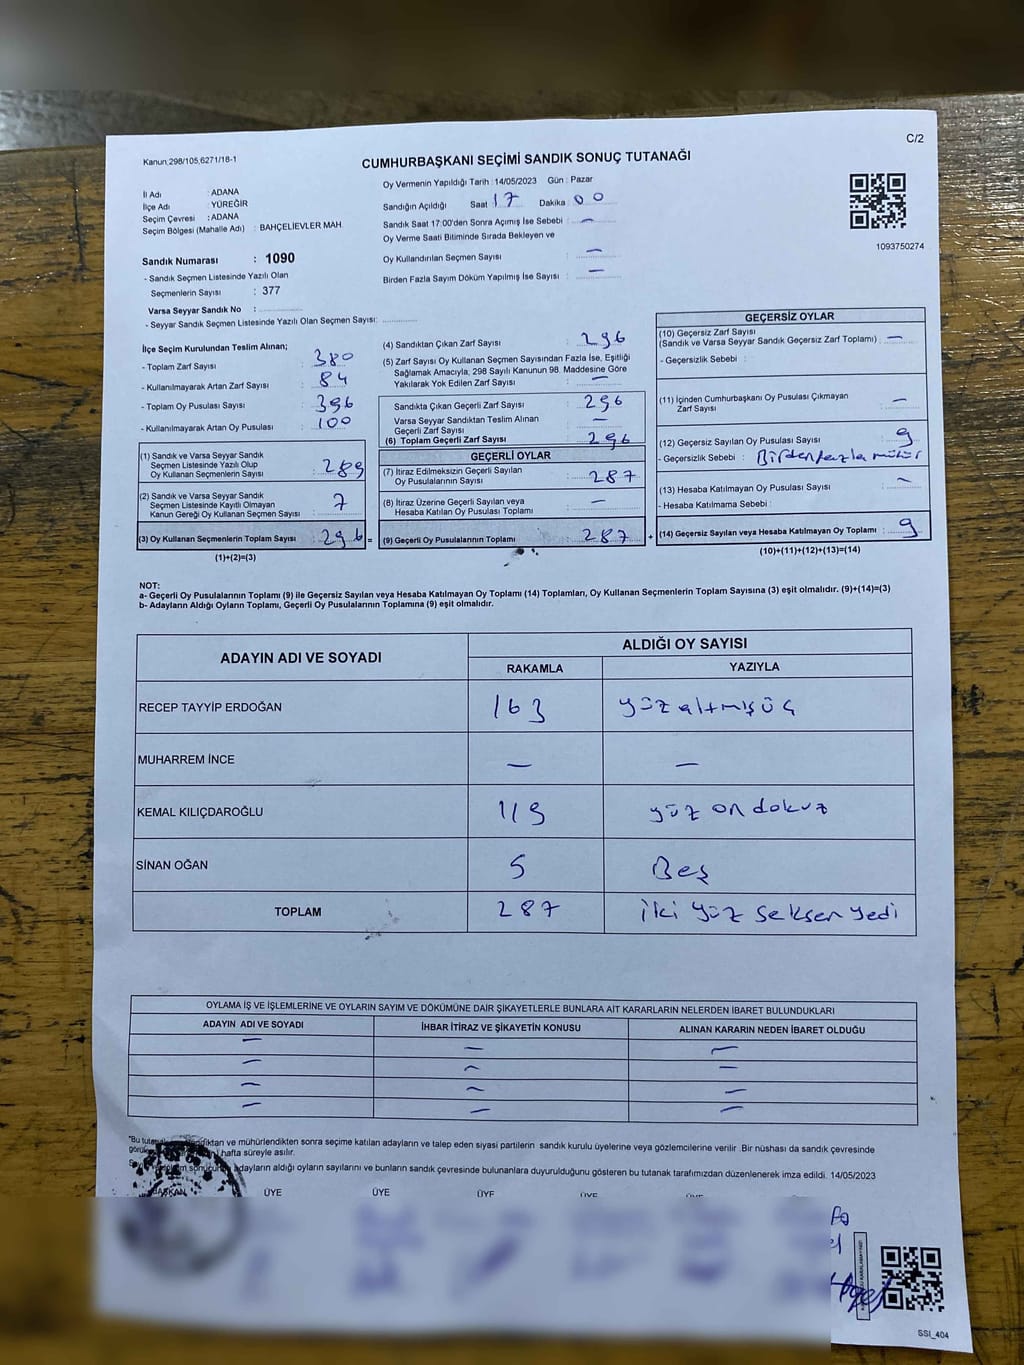 C/2
Kanun,298/105,6271/18-1
CUMHURBAŞKANI SEÇİMİ SANDIK SONUÇ TUTANAĞI
İl Adı : ADANA
İlçe Adı : YÜREĞİR
Seçim Çevresi : ADANA
Seçim Bölgesi (Mahalle Adı) : BAHÇELİEVLER MAH
Sandık Numarası : 1090
- Sandık Seçmen Listesinde Yazılı Olan
Seçmenlerin Sayısı : 377
Varsa Seyyar Sandık No :
- Seyyar Sandık Seçmen Listesinde Yazılı Olan Seçmen Sayısı:
Oy Vermenin Yapıldığı Tarih : 14/05/2023 Gün : Pazar
Sandığın Açıldığı Saat 17 Dakika 00
Sandık Saat 17:00'den Sonra Açımış İse Sebebi : —
Oy Verme Saati Bitiminde Sırada Bekleyen ve
Oy Kullandırılan Seçmen Sayısı : —
Birden Fazla Sayım Döküm Yapılmış İse Sayısı : —
1093750274
İlçe Seçim Kurulundan Teslim Alınan;
- Toplam Zarf Sayısı : 380
- Kullanılmayarak Artan Zarf Sayısı : 84
- Toplam Oy Pusulası Sayısı : 396
- Kullanılmayarak Artan Oy Pusulası : 100
(1) Sandık ve Varsa Seyyar Sandık
Seçmen Listesinde Yazılı Olup
Oy Kullanan Seçmenlerin Sayısı : 289
(2) Sandık ve Varsa Seyyar Sandık
Seçmen Listesinde Kayıtlı Olmayan
Kanun Gereği Oy Kullanan Seçmen Sayısı : 7
(3) Oy Kullanan Seçmenlerin Toplam Sayısı : 296 =
(1)+(2)=(3)
(4) Sandıktan Çıkan Zarf Sayısı : 296
(5) Zarf Sayısı Oy Kullanan Seçmen Sayısından Fazla İse, Eşitliği
Sağlamak Amacıyla, 298 Sayılı Kanunun 98. Maddesine Göre
Yakılarak Yok Edilen Zarf Sayısı : —
Sandıkta Çıkan Geçerli Zarf Sayısı : 296
Varsa Seyyar Sandıktan Teslim Alınan
Geçerli Zarf Sayısı : —
(6) Toplam Geçerli Zarf Sayısı : 296
GEÇERLİ OYLAR
(7) İtiraz Edilmeksizin Geçerli Sayılan
Oy Pusulasının Sayısı : 287
(8) İtiraz Üzerine Geçerli Sayılan veya
Hesaba Katılan Oy Pusulası Toplamı : —
(9) Geçerli Oy Pusulalarının Toplamı : 287 +
GEÇERSİZ OYLAR
(10) Geçersiz Zarf Sayısı
(Sandık ve Varsa Seyyar Sandık Geçersiz Zarf Toplamı) : —
- Geçersizlik Sebebi :
(11) İçinden Cumhurbaşkanı Oy Pusulası Çıkmayan
Zarf Sayısı : —
(12) Geçersiz Sayılan Oy Pusulası Sayısı : 9
- Geçersizlik Sebebi : Birden fazla mühür
(13) Hesaba Katılmayan Oy Pusulası Sayısı : —
- Hesaba Katılmama Sebebi :
(14) Geçersiz Sayılan veya Hesaba Katılmayan Oy Toplamı : 9
(10)+(11)+(12)+(13)=(14)
NOT:
a- Geçerli Oy Pusulalarının Toplamı (9) ile Geçersiz Sayılan veya Hesaba Katılmayan Oy Toplamı (14) Toplamları, Oy Kullanan Seçmenlerin Toplam Sayısına (3) eşit olmalıdır. (9)+(14)=(3)
b- Adayların Aldığı Oyların Toplamı, Geçerli Oy Pusulalarının Toplamına (9) eşit olmalıdır.
ADAYIN ADI VE SOYADI
ALDIĞI OY SAYISI
RAKAMLA YAZIYLA
RECEP TAYYİP ERDOĞAN 163 yüz altmış üç
MUHARREM İNCE — —
KEMAL KILIÇDAROĞLU 119 yüz on dokuz
SİNAN OĞAN 5 Beş
TOPLAM 287 iki yüz seksen yedi
OYLAMA İŞ VE İŞLEMLERİNE VE OYLARIN SAYIM VE DÖKÜMÜNE DAİR ŞİKAYETLERLE BUNLARA AİT KARARLARIN NELERDEN İBARET BULUNDUKLARI
ADAYIN ADI VE SOYADI İHBAR İTİRAZ VE ŞİKAYETİN KONUSU ALINAN KARARIN NEDEN İBARET OLDUĞU
— — —
— — —
— — —
— — —
"Bu ve mühürlendikten sonra seçime katılan adayların ve talep eden siyasi partilerin sandık kurulu üyelerine veya gözlemcilerine verilir. Bir nüshası da sandık çevresinde
hafta süreyle asılır.
adayların aldığı oyların sayılarını ve bunların sandık çevresinde bulunanlara duyurulduğunu gösteren bu tutanak tarafımızdan düzenlenerek imza edildi. 14/05/2023
BAŞKAN ÜYE ÜYE ÜYE ÜYE ÜYE
SSI_404